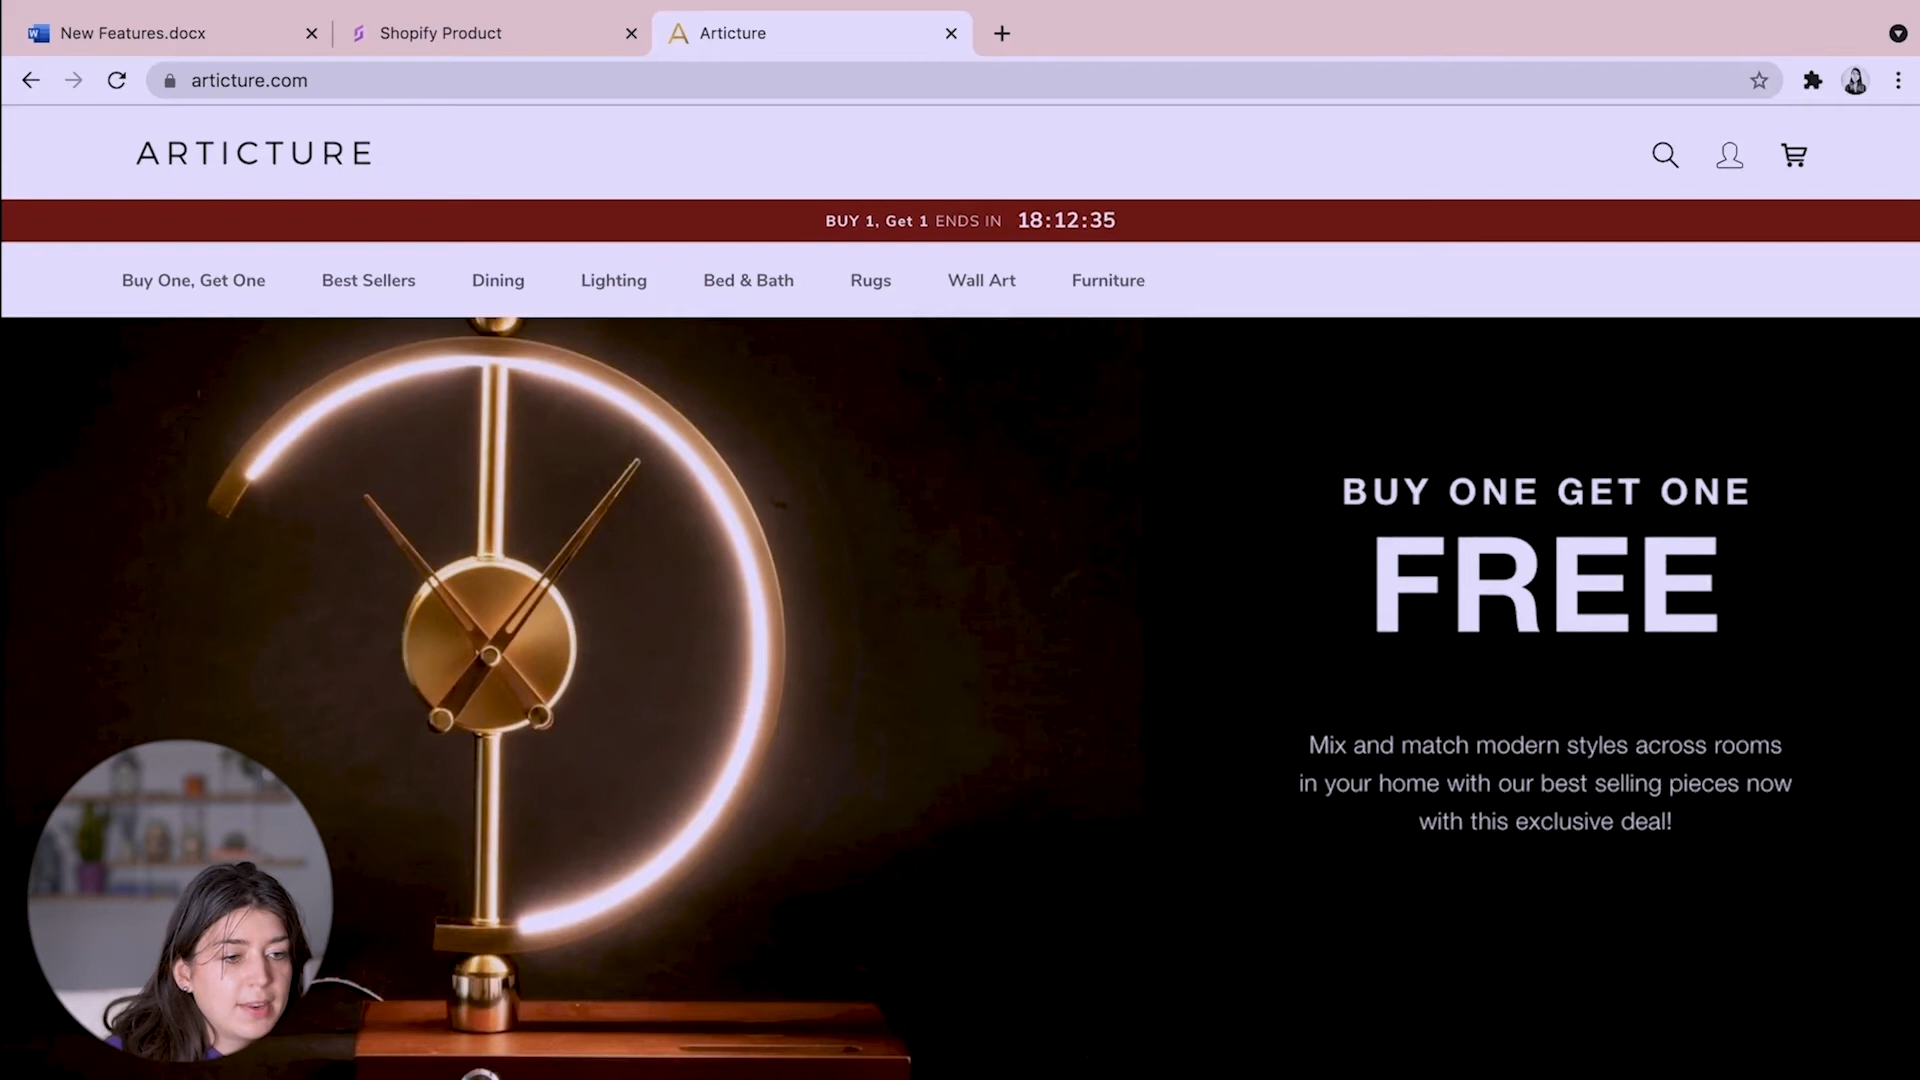 New Features.docx
Shopify Product
Articture
articture.com
ARTICTURE
BUY 1, Get 1 ENDS IN 18:12:35
Buy One, Get One
Best Sellers
Dining
Lighting
Bed & Bath
Rugs
Wall Art
Furniture
BUY ONE GET ONE
FREE
Mix and match modern styles across rooms
in your home with our best selling pieces now
with this exclusive deal!